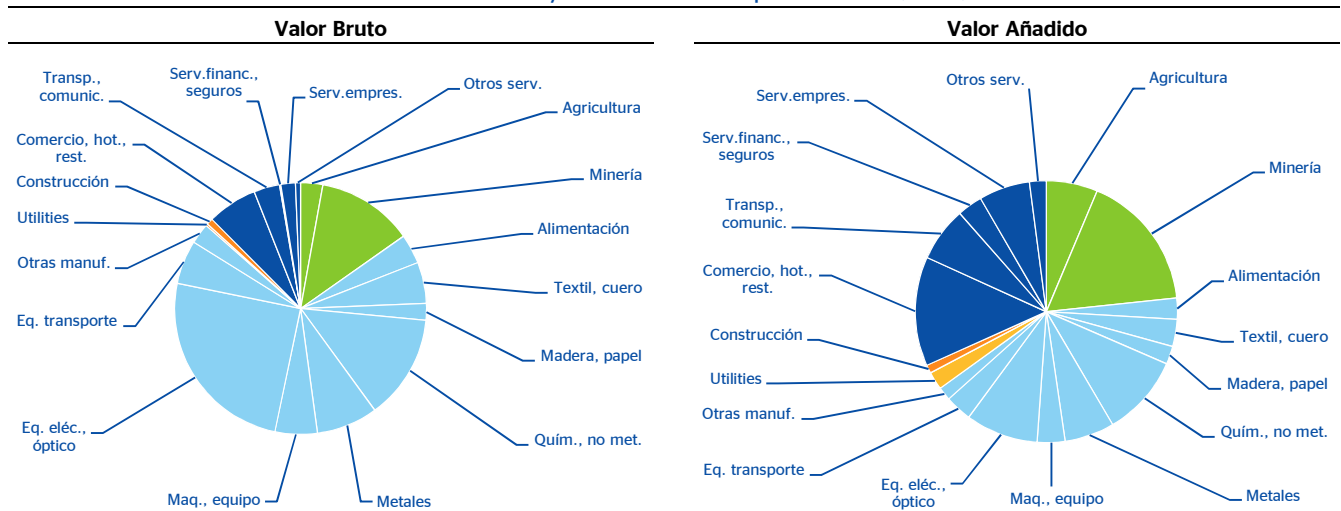 Valor Bruto
Transp.,
comunic.
Serv.financ.,
seguros
Serv.empres.
Otros serv.
Agricultura
Comercio, hot.,
rest.
Minería
Construcción
Utilities
Alimentación
Otras manuf.
Textil, cuero
Eq. transporte
Madera, papel
Eq. eléc.,
óptico
Quím., no met.
Maq., equipo
Metales
Valor Añadido
Otros serv.
Agricultura
Serv.empres.
Serv.financ.,
seguros
Minería
Transp.,
comunic.
Comercio, hot.,
rest.
Alimentación
Construcción
Textil, cuero
Utilities
Madera, papel
Otras manuf.
Quím., no met.
Eq. transporte
Eq. eléc.,
óptico
Maq., equipo
Metales